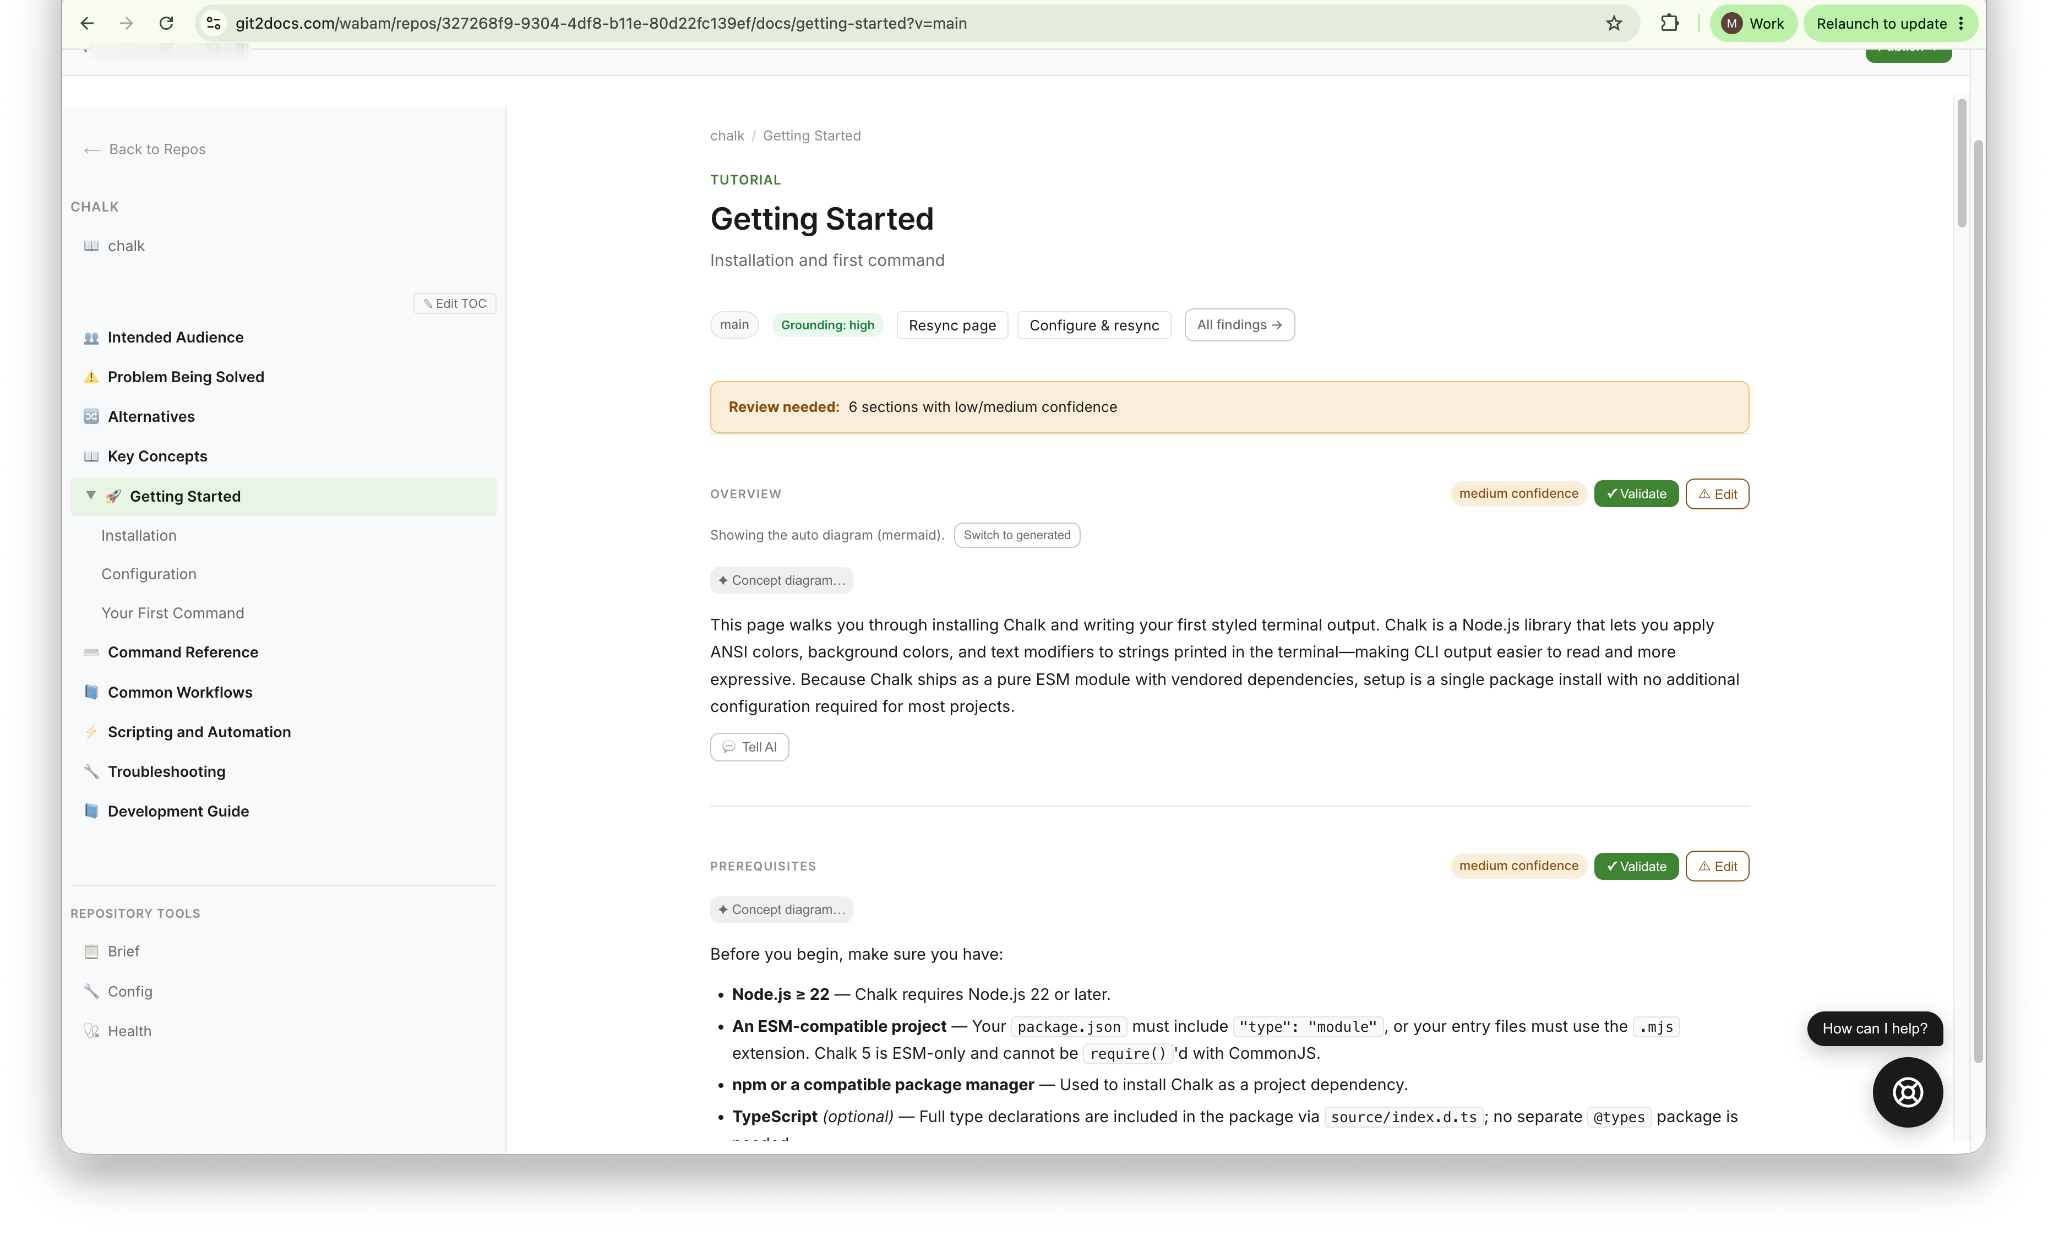 git2docs.com/wabam/repos/327268f9-9304-4df8-b11e-80d22fc139ef/docs/getting-started?v=main
M Work
Relaunch to update
← Back to Repos
CHALK
chalk
✎ Edit TOC
Intended Audience
Problem Being Solved
Alternatives
Key Concepts
▼ Getting Started
Installation
Configuration
Your First Command
Command Reference
Common Workflows
Scripting and Automation
Troubleshooting
Development Guide
REPOSITORY TOOLS
Brief
Config
Health
chalk / Getting Started
TUTORIAL
Getting Started
Installation and first command
main
Grounding: high
Resync page
Configure & resync
All findings →
Review needed: 6 sections with low/medium confidence
OVERVIEW
medium confidence
✓ Validate
⚠ Edit
Showing the auto diagram (mermaid).
Switch to generated
✦ Concept diagram…
This page walks you through installing Chalk and writing your first styled terminal output. Chalk is a Node.js library that lets you apply
ANSI colors, background colors, and text modifiers to strings printed in the terminal—making CLI output easier to read and more
expressive. Because Chalk ships as a pure ESM module with vendored dependencies, setup is a single package install with no additional
configuration required for most projects.
Tell AI
PREREQUISITES
medium confidence
✓ Validate
⚠ Edit
✦ Concept diagram…
Before you begin, make sure you have:
• Node.js ≥ 22 — Chalk requires Node.js 22 or later.
• An ESM-compatible project — Your package.json must include "type": "module", or your entry files must use the .mjs
extension. Chalk 5 is ESM-only and cannot be require()'d with CommonJS.
• npm or a compatible package manager — Used to install Chalk as a project dependency.
• TypeScript (optional) — Full type declarations are included in the package via source/index.d.ts; no separate @types package is
How can I help?